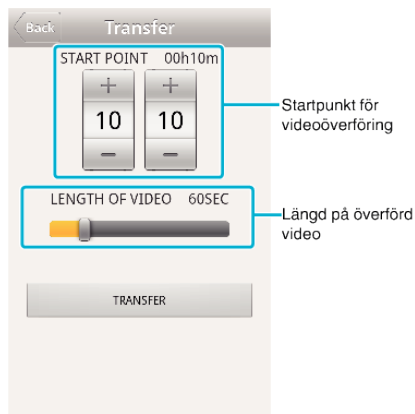 Back Transfer
START POINT 00h10m
+ +
10 10
− −
Startpunkt för
videoöverföring
LENGTH OF VIDEO 60SEC
Längd på överförd
video
TRANSFER